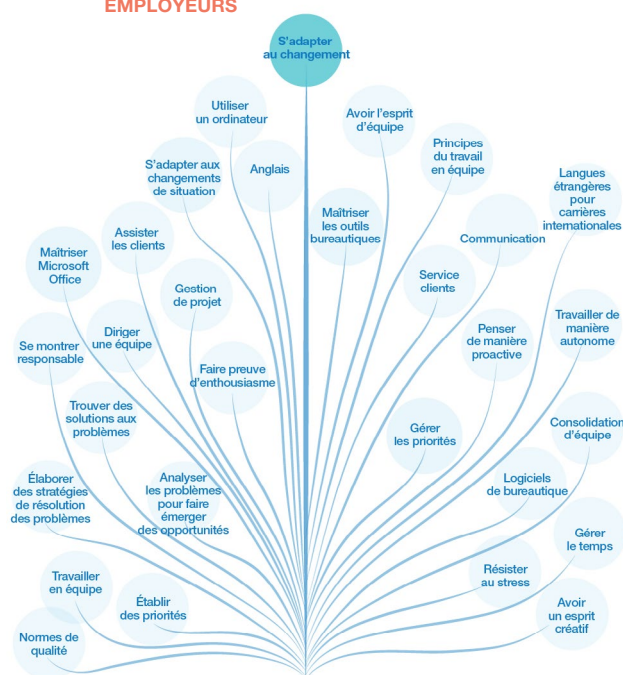 EMPLOYEURS
S'adapter
au changement
Utiliser
un ordinateur
Avoir l'esprit
d'équipe
S'adapter aux
changements
de situation
Anglais
Principes
du travail
en équipe
Langues
étrangères
pour
carrières
internationales
Maîtriser
les outils
bureautiques
Assister
les clients
Communication
Maîtriser
Microsoft
Office
Gestion
de projet
Service
clients
Se montrer
responsable
Diriger
une équipe
Penser
de manière
proactive
Travailler de
manière
autonome
Faire preuve
d'enthousiasme
Trouver des
solutions aux
problèmes
Gérer
les priorités
Consolidation
d'équipe
Élaborer
des stratégies
de résolution
des problèmes
Analyser
les problèmes
pour faire
émerger
des opportunités
Logiciels
de bureautique
Gérer
le temps
Travailler
en équipe
Établir
des priorités
Résister
au stress
Avoir
un esprit
créatif
Normes de
qualité